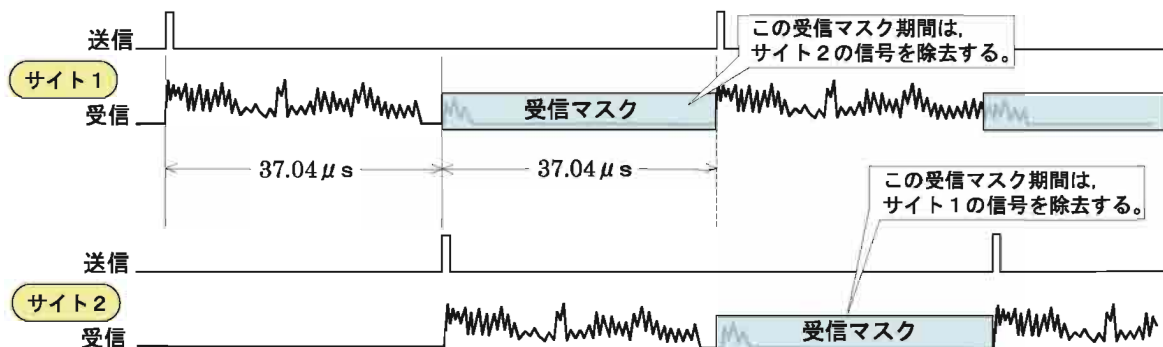 送信
この受信マスク期間は,
サイト2の信号を除去する。
サイト1
受信
受信マスク
37.04μs
37.04μs
この受信マスク期間は,
サイト1の信号を除去する。
送信
サイト2
受信
受信マスク